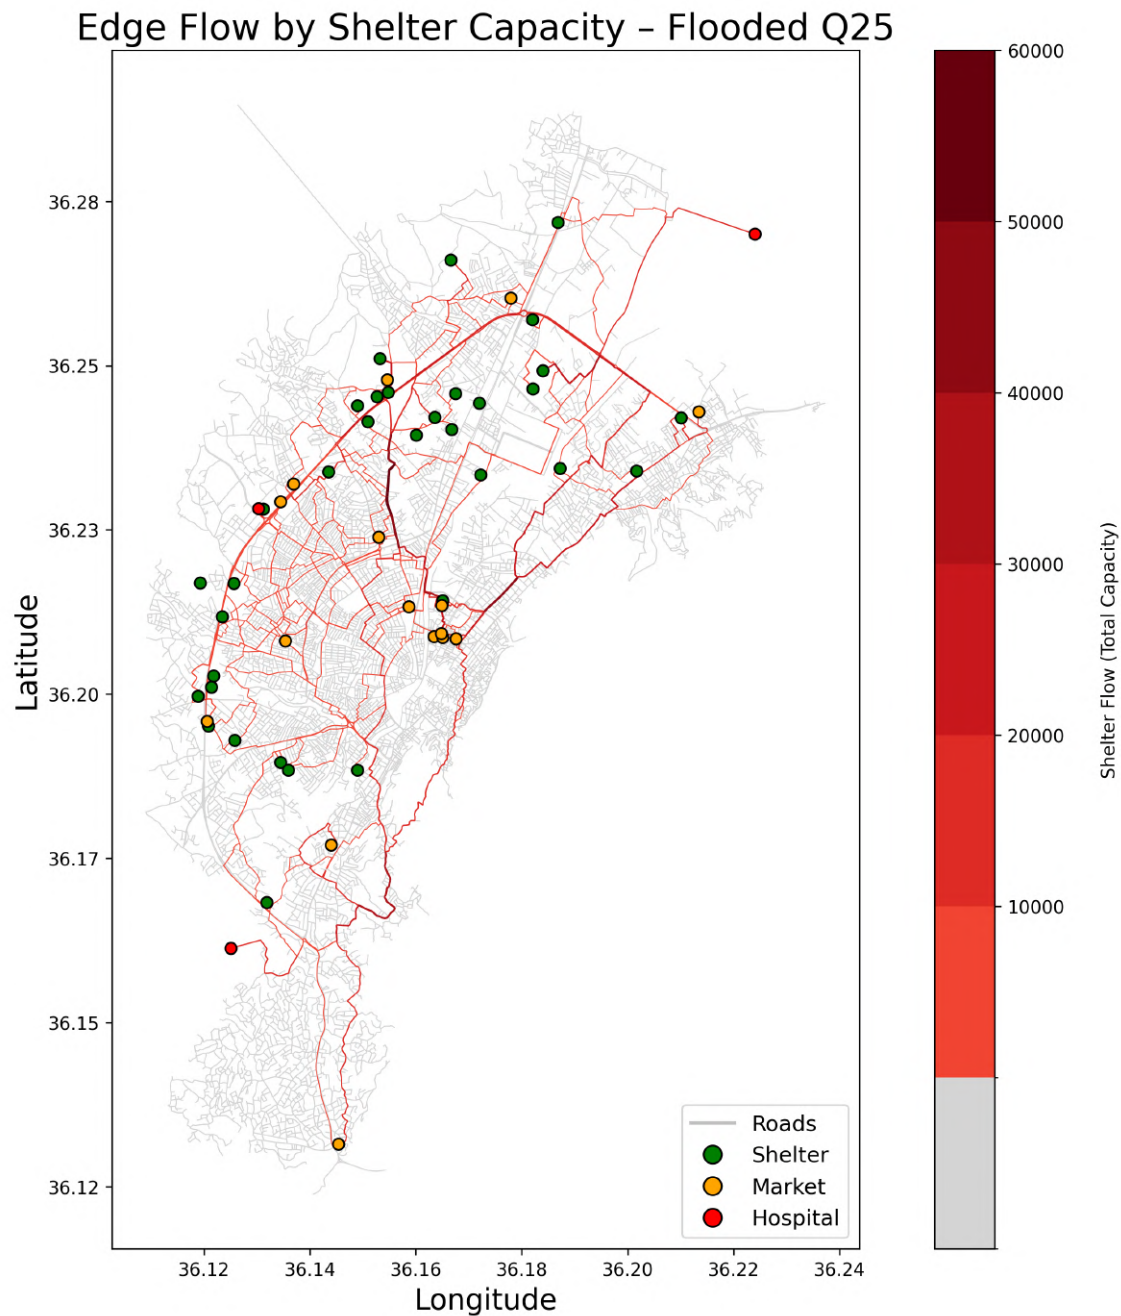 Edge Flow by Shelter Capacity – Flooded Q25
Latitude
36.28
36.25
36.23
36.20
36.17
36.15
36.12
36.12
36.14
36.16
36.18
36.20
36.22
36.24
Longitude
Roads
Shelter
Market
Hospital
60000
50000
40000
30000
20000
10000
Shelter Flow (Total Capacity)